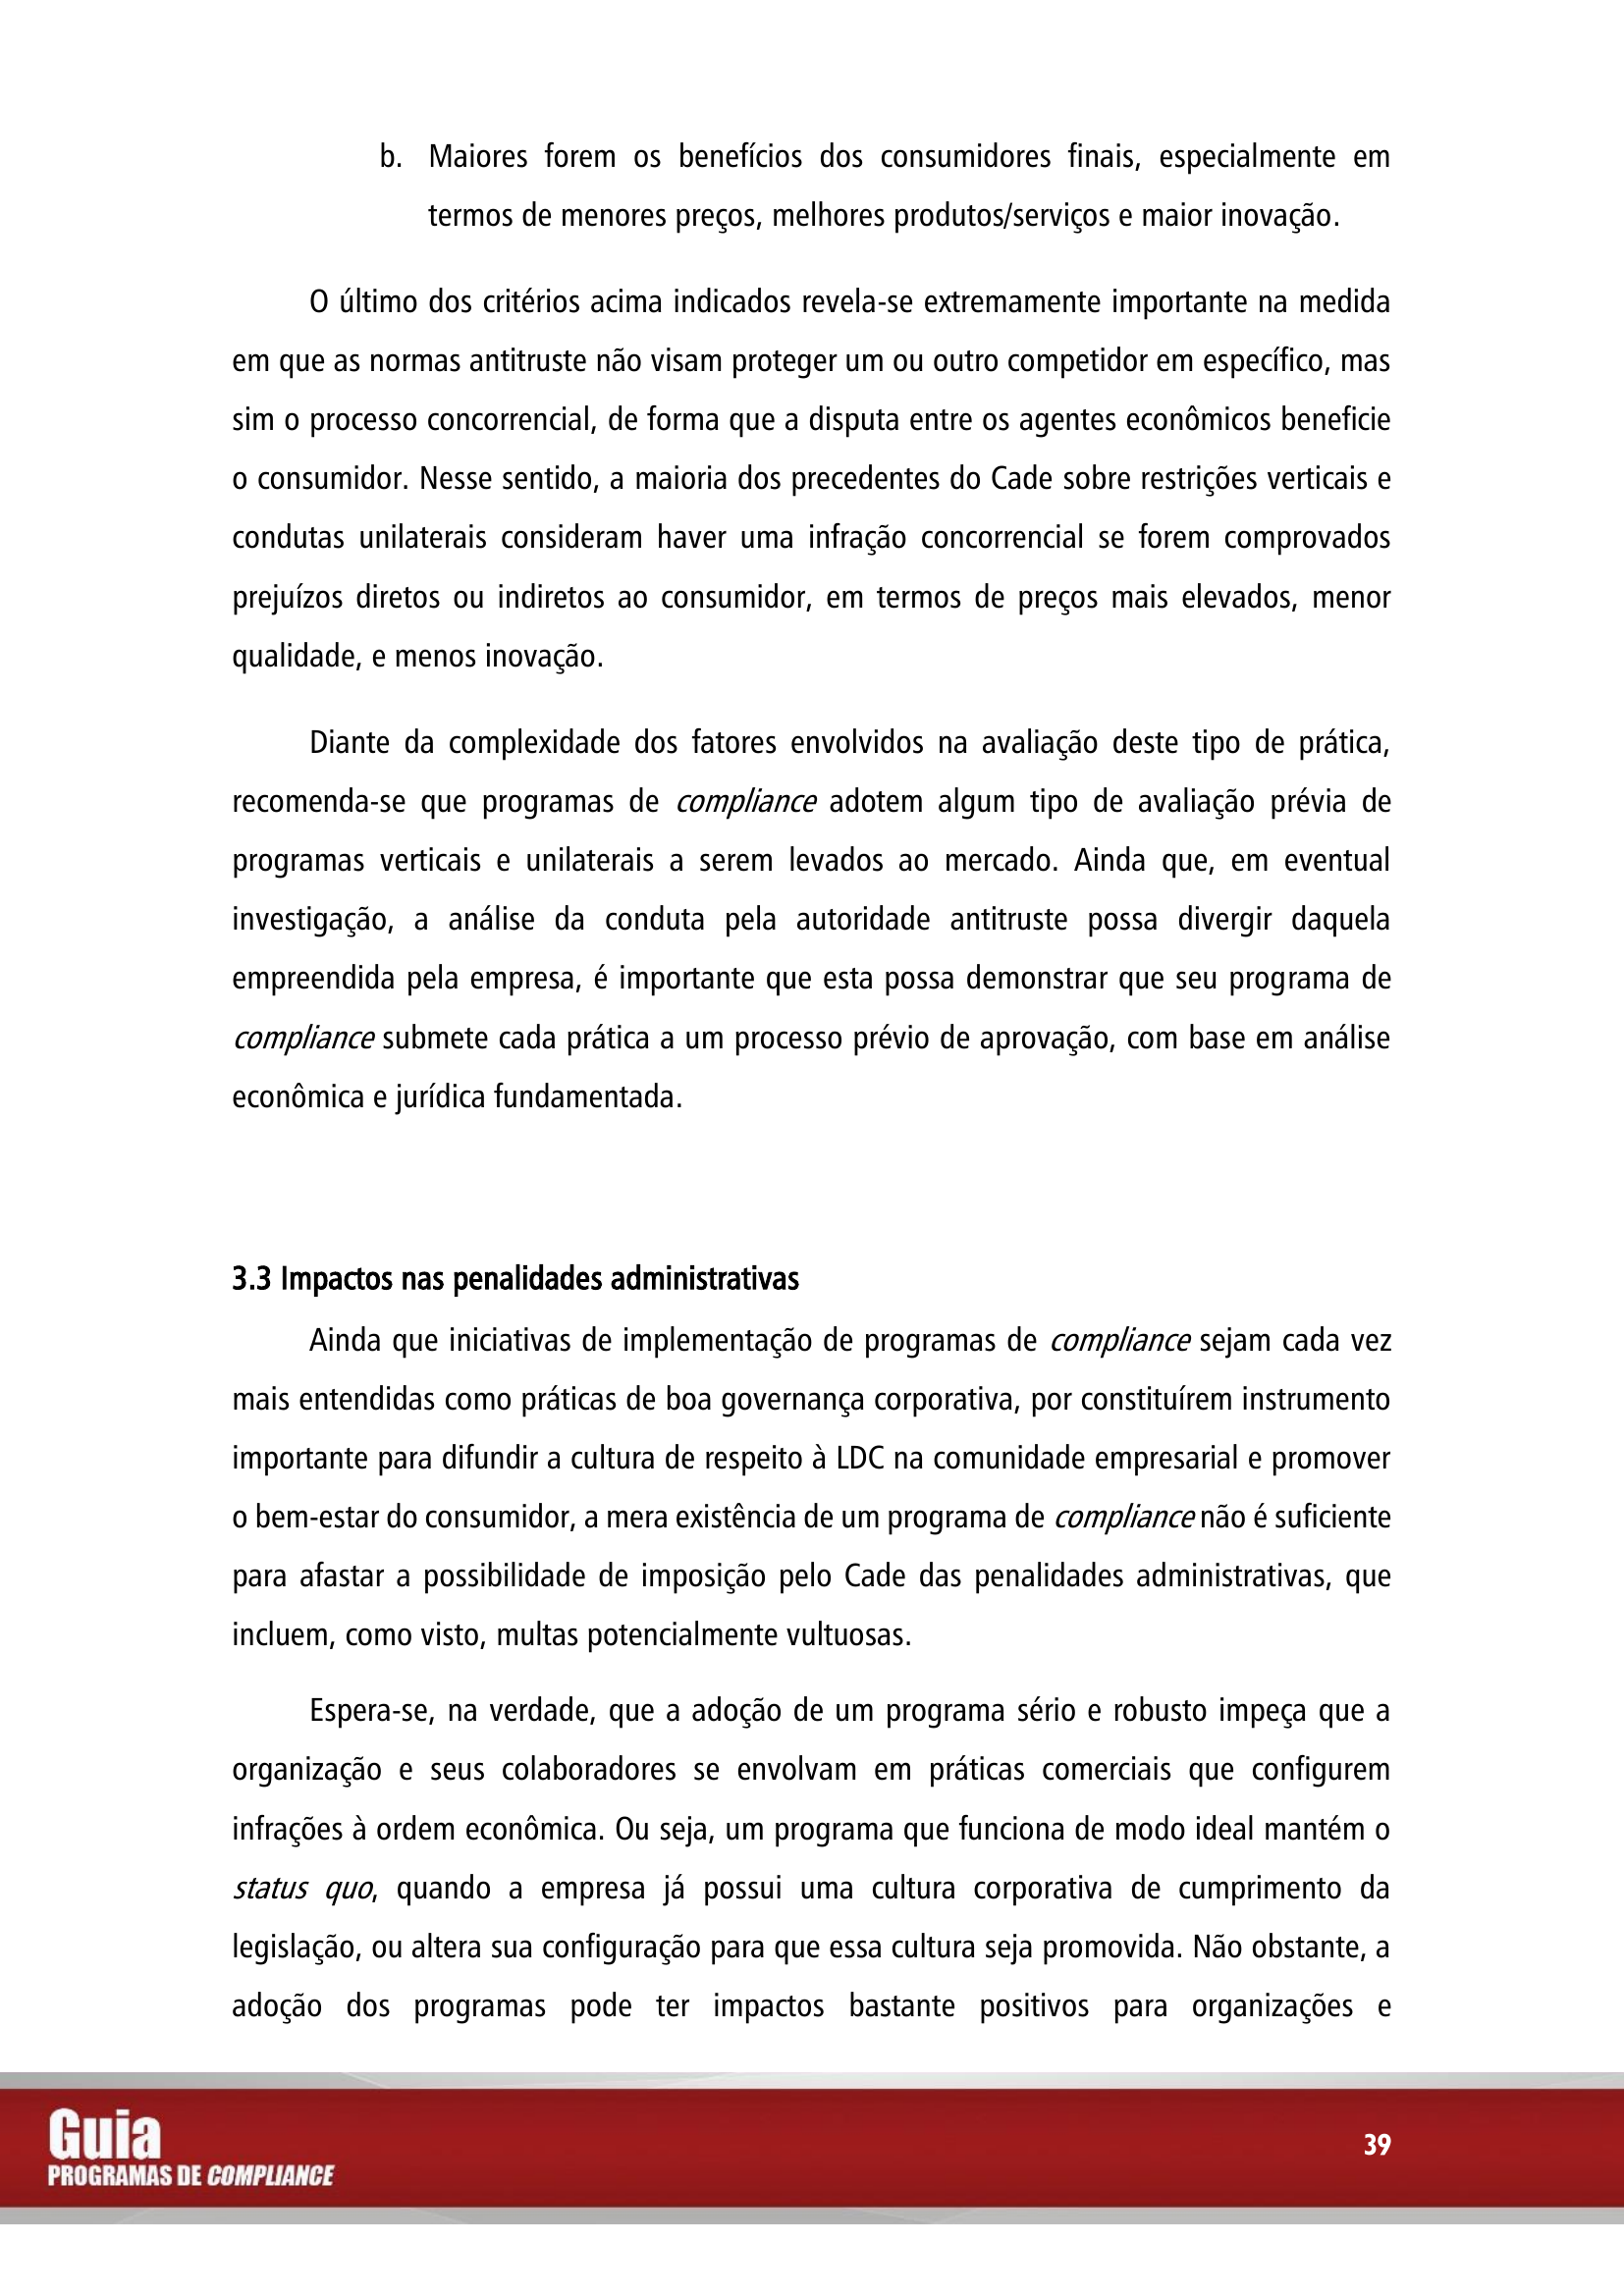 b. Maiores forem os benefícios dos consumidores finais, especialmente em
termos de menores preços, melhores produtos/serviços e maior inovação.
O último dos critérios acima indicados revela-se extremamente importante na medida
em que as normas antitruste não visam proteger um ou outro competidor em específico, mas
sim o processo concorrencial, de forma que a disputa entre os agentes econômicos beneficie
o consumidor. Nesse sentido, a maioria dos precedentes do Cade sobre restrições verticais e
condutas unilaterais consideram haver uma infração concorrencial se forem comprovados
prejuízos diretos ou indiretos ao consumidor, em termos de preços mais elevados, menor
qualidade, e menos inovação.
Diante da complexidade dos fatores envolvidos na avaliação deste tipo de prática,
recomenda-se que programas de compliance adotem algum tipo de avaliação prévia de
programas verticais e unilaterais a serem levados ao mercado. Ainda que, em eventual
investigação, a análise da conduta pela autoridade antitruste possa divergir daquela
empreendida pela empresa, é importante que esta possa demonstrar que seu programa de
compliance submete cada prática a um processo prévio de aprovação, com base em análise
econômica e jurídica fundamentada.
3.3 Impactos nas penalidades administrativas
Ainda que iniciativas de implementação de programas de compliance sejam cada vez
mais entendidas como práticas de boa governança corporativa, por constituírem instrumento
importante para difundir a cultura de respeito à LDC na comunidade empresarial e promover
o bem-estar do consumidor, a mera existência de um programa de compliance não é suficiente
para afastar a possibilidade de imposição pelo Cade das penalidades administrativas, que
incluem, como visto, multas potencialmente vultuosas.
Espera-se, na verdade, que a adoção de um programa sério e robusto impeça que a
organização e seus colaboradores se envolvam em práticas comerciais que configurem
infrações à ordem econômica. Ou seja, um programa que funciona de modo ideal mantém o
status quo, quando a empresa já possui uma cultura corporativa de cumprimento da
legislação, ou altera sua configuração para que essa cultura seja promovida. Não obstante, a
adoção dos programas pode ter impactos bastante positivos para organizações e
Guia
PROGRAMAS DE COMPLIANCE
39